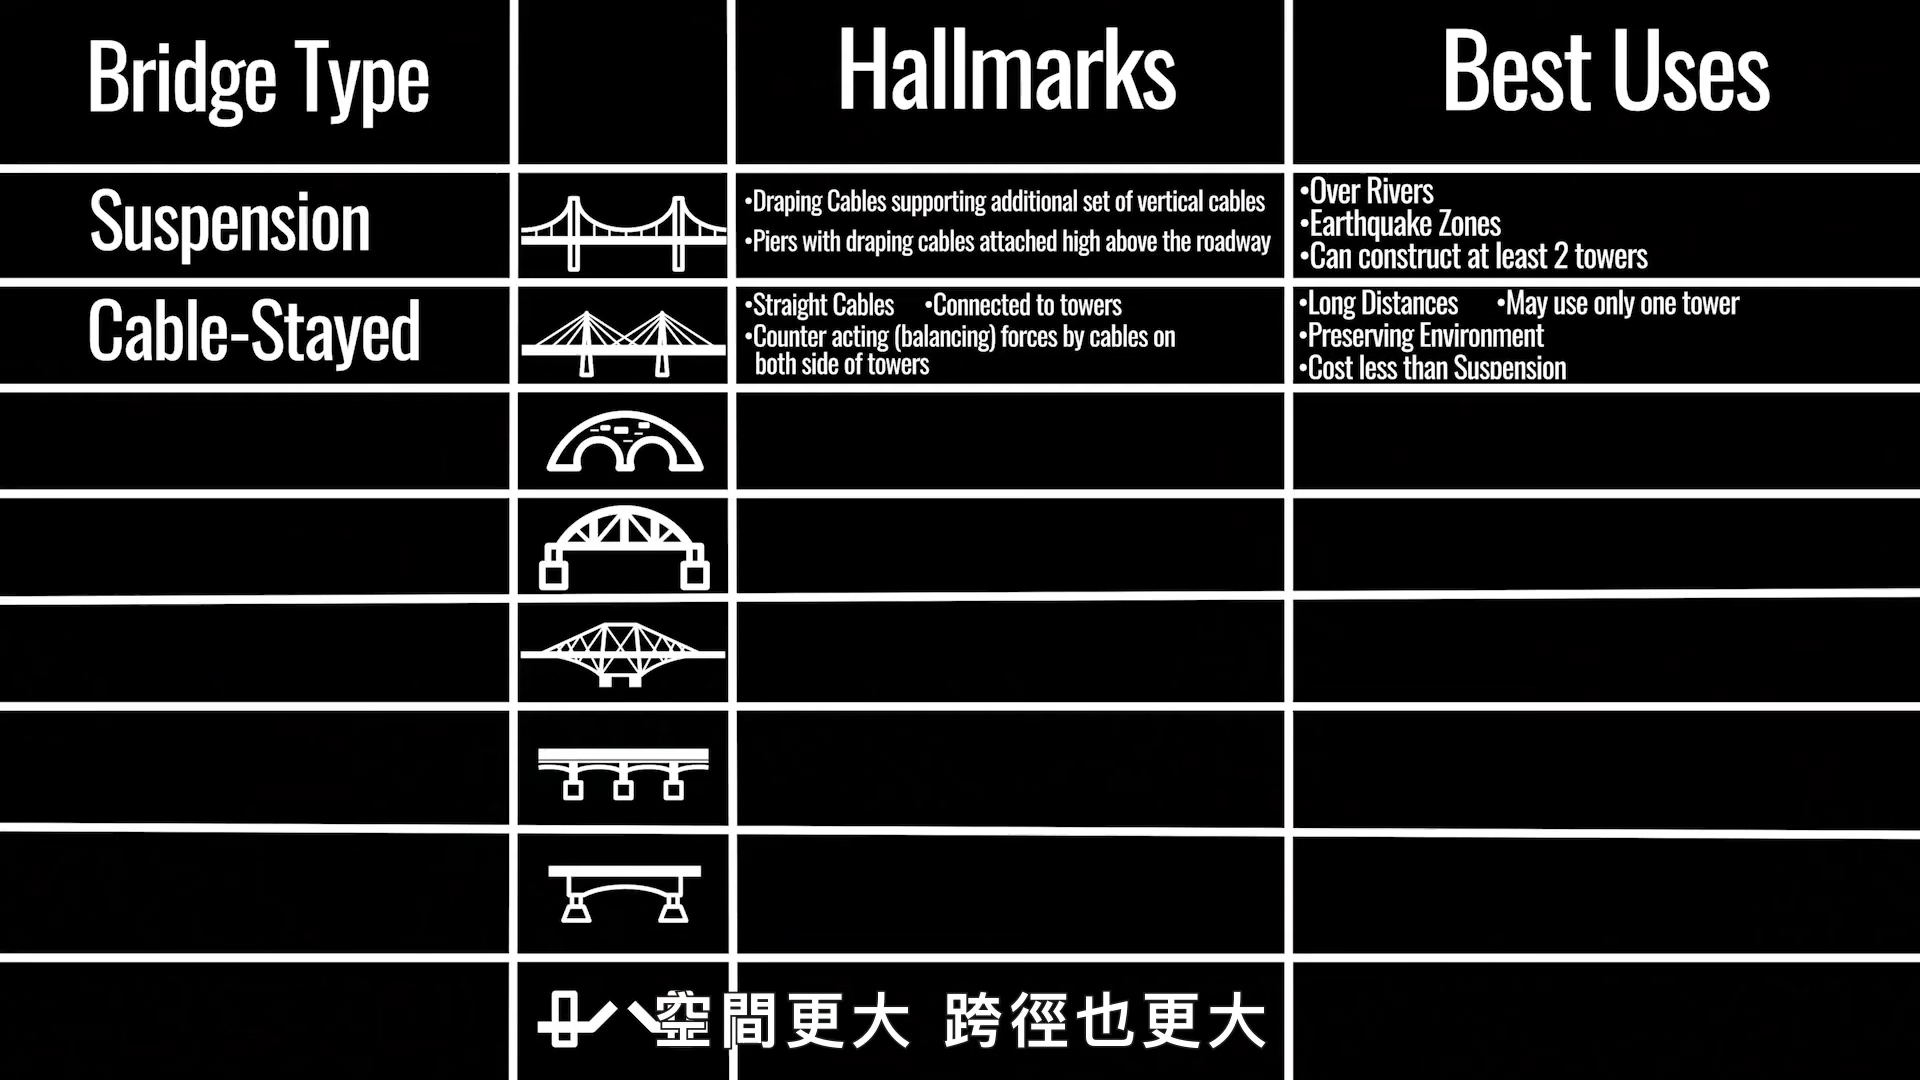 Bridge Type
Hallmarks
Best Uses
Suspension
•Draping Cables supporting additional set of vertical cables
•Piers with draping cables attached high above the roadway
•Over Rivers
•Earthquake Zones
•Can construct at least 2 towers
Cable-Stayed
•Straight Cables •Connected to towers
•Counter acting (balancing) forces by cables on
both side of towers
•Long Distances •May use only one tower
•Preserving Environment
•Cost less than Suspension
空間更大 跨徑也更大